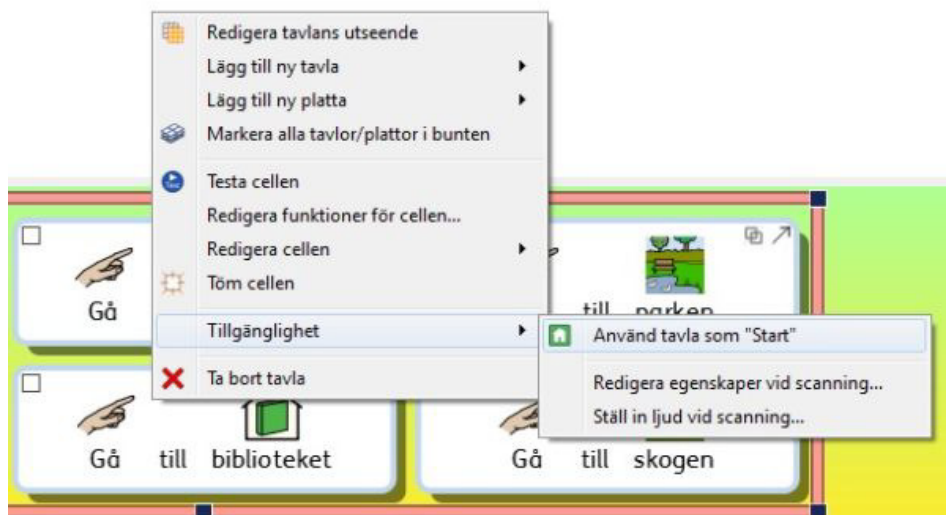 Redigera tavlans utseende
Lägg till ny tavla
Lägg till ny platta
Markera alla tavlor/plattor i bunten
Testa cellen
Redigera funktioner för cellen...
Redigera cellen
Töm cellen
Tillgänglighet
Ta bort tavla
Använd tavla som "Start"
Redigera egenskaper vid scanning...
Ställ in ljud vid scanning...
Gå
till parken
Gå till biblioteket
Gå till skogen